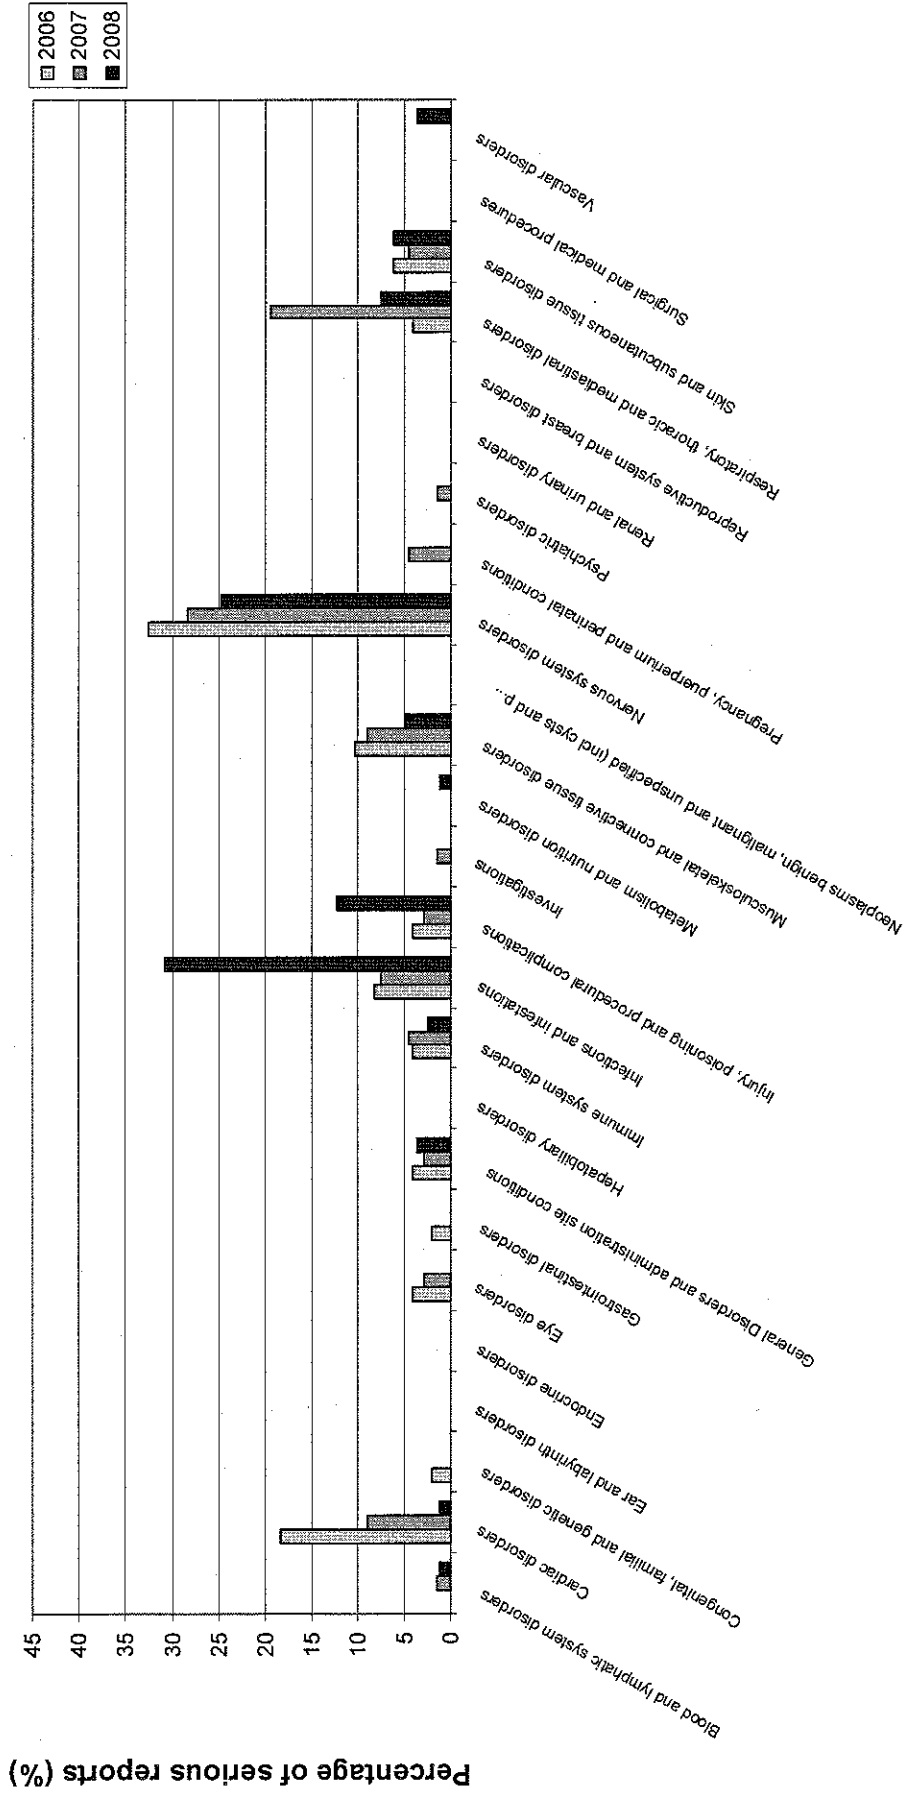 2006
2007
2008
Percentage of serious reports (%)
45
40
35
30
25
20
15
10
5
0
Blood and lymphatic system disorders
Cardiac disorders
Congenital, familial and genetic disorders
Ear and labyrinth disorders
Endocrine disorders
Eye disorders
Gastrointestinal disorders
General Disorders and administration site conditions
Hepatobiliary disorders
Immune system disorders
Infections and infestations
Injury, poisoning and procedural complications
Investigations
Metabolism and nutrition disorders
Musculoskeletal and connective tissue disorders
Neoplasms benign, malignant and unspecified (incl cysts and p...
Nervous system disorders
Pregnancy, puerperium and perinatal conditions
Psychiatric disorders
Renal and urinary disorders
Reproductive system and breast disorders
Respiratory, thoracic and mediastinal disorders
Skin and subcutaneous tissue disorders
Surgical and medical procedures
Vascular disorders